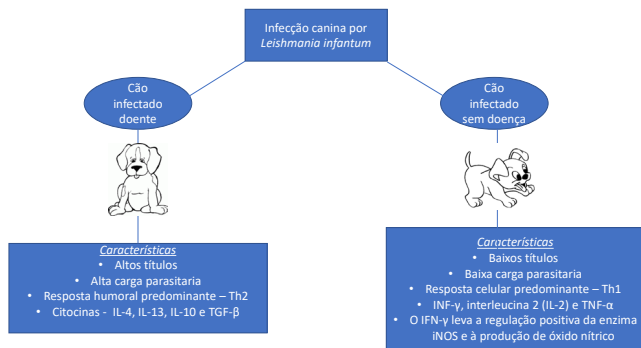 Infecção canina por
Leishmania infantum
Cão
infectado
doente
Cão
infectado
sem doença
Características
• Altos títulos
• Alta carga parasitaria
• Resposta humoral predominante – Th2
• Citocinas - IL-4, IL-13, IL-10 e TGF-β
Características
• Baixos títulos
• Baixa carga parasitaria
• Resposta celular predominante – Th1
• INF-γ, interleucina 2 (IL-2) e TNF-α
• O IFN-γ leva a regulação positiva da enzima
iNOS e à produção de óxido nítrico